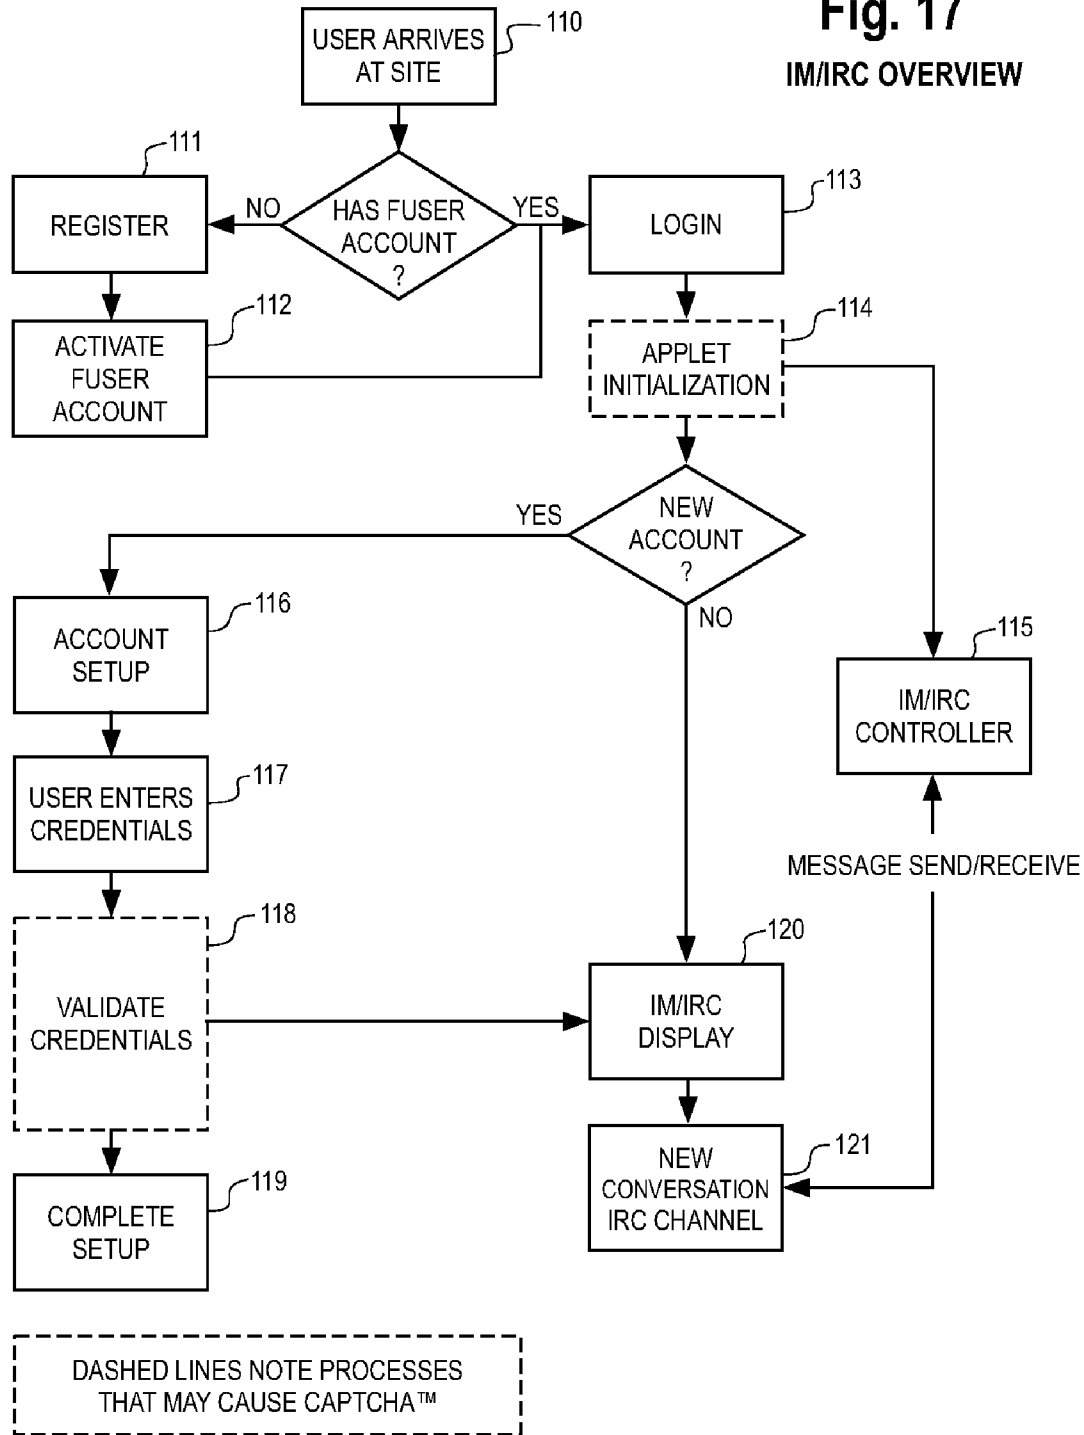 Fig. 17
IM/IRC OVERVIEW
110
USER ARRIVES
AT SITE
111
REGISTER
NO
HAS FUSER
ACCOUNT
?
YES
113
LOGIN
112
ACTIVATE
FUSER
ACCOUNT
114
APPLET
INITIALIZATION
NEW
ACCOUNT
?
YES
NO
116
ACCOUNT
SETUP
115
IM/IRC
CONTROLLER
117
USER ENTERS
CREDENTIALS
MESSAGE SEND/RECEIVE
118
VALIDATE
CREDENTIALS
120
IM/IRC
DISPLAY
121
NEW
CONVERSATION
IRC CHANNEL
119
COMPLETE
SETUP
DASHED LINES NOTE PROCESSES
THAT MAY CAUSE CAPTCHA™